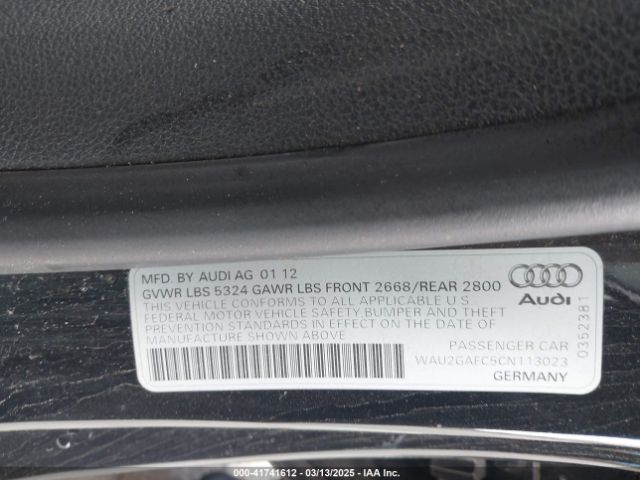 MFD. BY AUDI AG 01 12
GVWR LBS 5324 GAWR LBS FRONT 2668/REAR 2800
THIS VEHICLE CONFORMS TO ALL APPLICABLE U.S.
FEDERAL MOTOR VEHICLE SAFETY, BUMPER AND THEFT
PREVENTION STANDARDS IN EFFECT ON THE DATE OF
MANUFACTURE SHOWN ABOVE
Audi
0352381
PASSENGER CAR
WAU2GAFC5CN113023
GERMANY
000-41741612 - 03/13/2025 - IAA Inc.